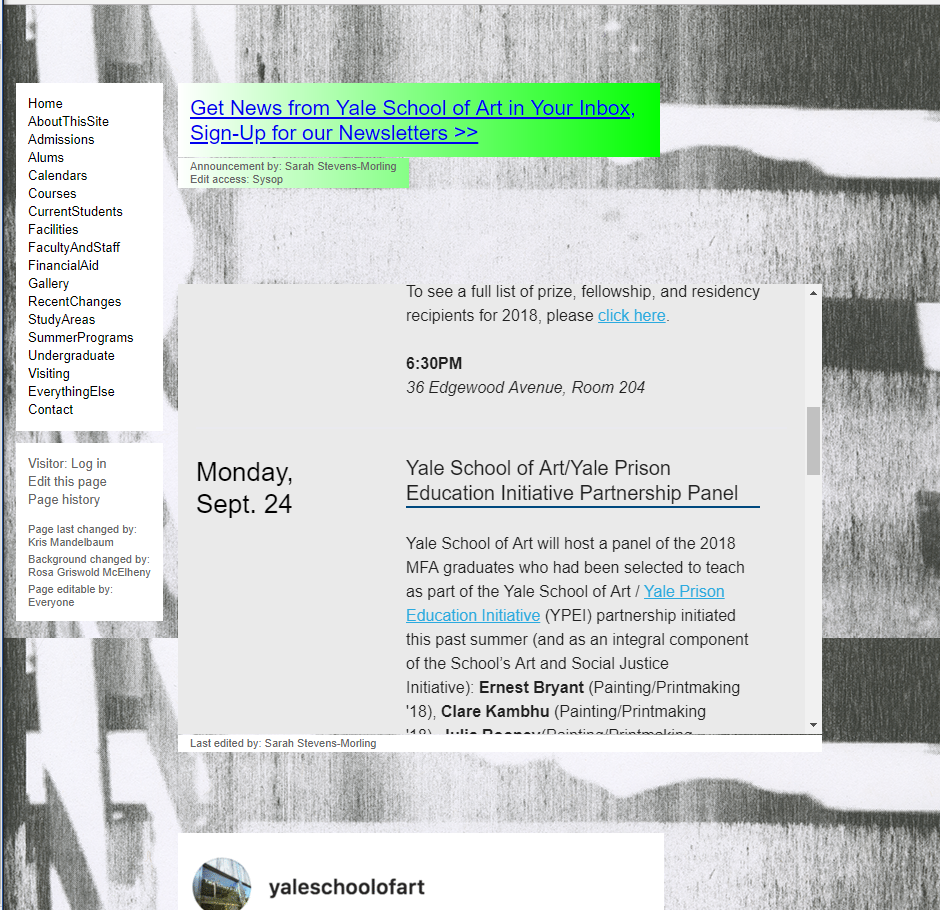 Home
AboutThisSite
Admissions
Alums
Calendars
Courses
CurrentStudents
Facilities
FacultyAndStaff
FinancialAid
Gallery
RecentChanges
StudyAreas
SummerPrograms
Undergraduate
Visiting
EverythingElse
Contact
Visitor: Log in
Edit this page
Page history
Page last changed by:
Kris Mandelbaum
Background changed by:
Rosa Griswold McElheny
Page editable by:
Everyone
Get News from Yale School of Art in Your Inbox,
Sign-Up for our Newsletters >>
Announcement by: Sarah Stevens-Morling
Edit access: Sysop
To see a full list of prize, fellowship, and residency
recipients for 2018, please click here.
6:30PM
36 Edgewood Avenue, Room 204
Monday,
Sept. 24
Yale School of Art/Yale Prison
Education Initiative Partnership Panel
Yale School of Art will host a panel of the 2018
MFA graduates who had been selected to teach
as part of the Yale School of Art / Yale Prison
Education Initiative (YPEI) partnership initiated
this past summer (and as an integral component
of the School’s Art and Social Justice
Initiative): Ernest Bryant (Painting/Printmaking
'18), Clare Kambhu (Painting/Printmaking
'18), Julia Rooney(Painting/Printmaking
Last edited by: Sarah Stevens-Morling
yaleschoolofart